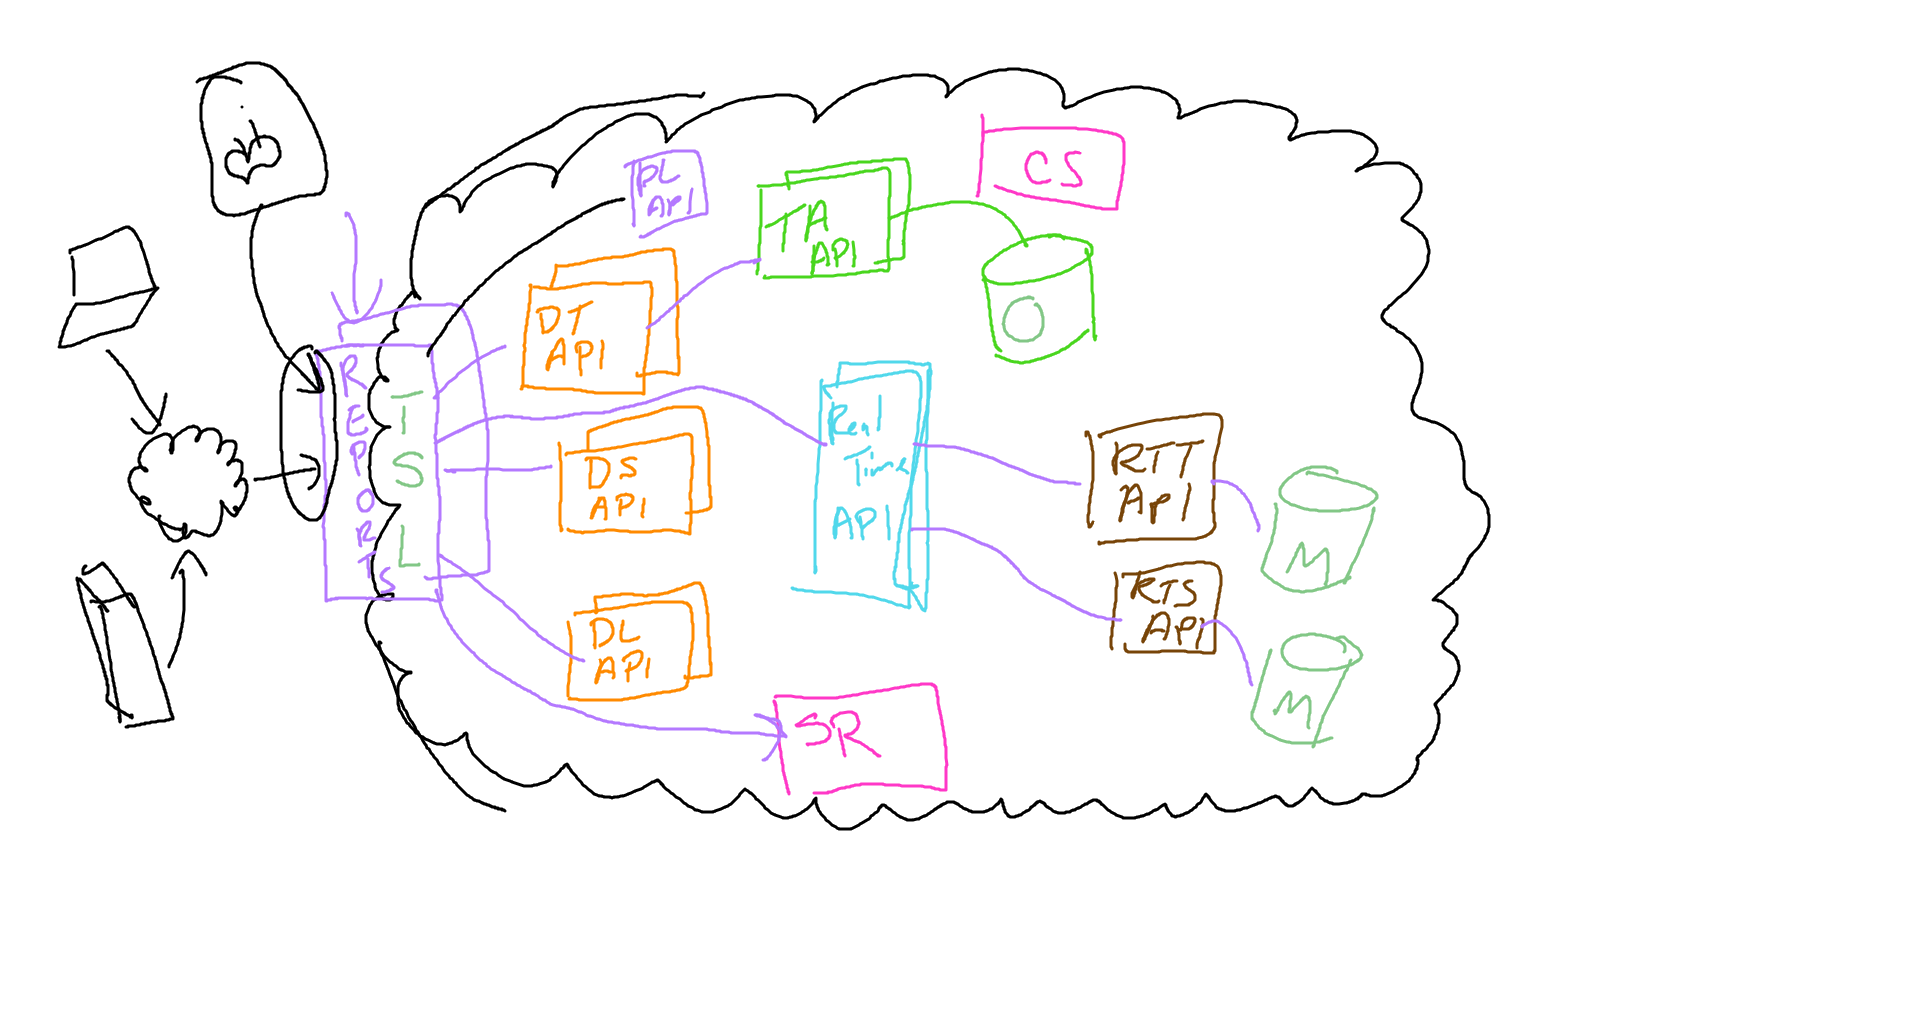 CS
PL
API
TA
API
O
DT
API
REPORTS
TSL
Real
Time
API
DS
API
RTT
API
M
RTS
API
M
DL
API
SR